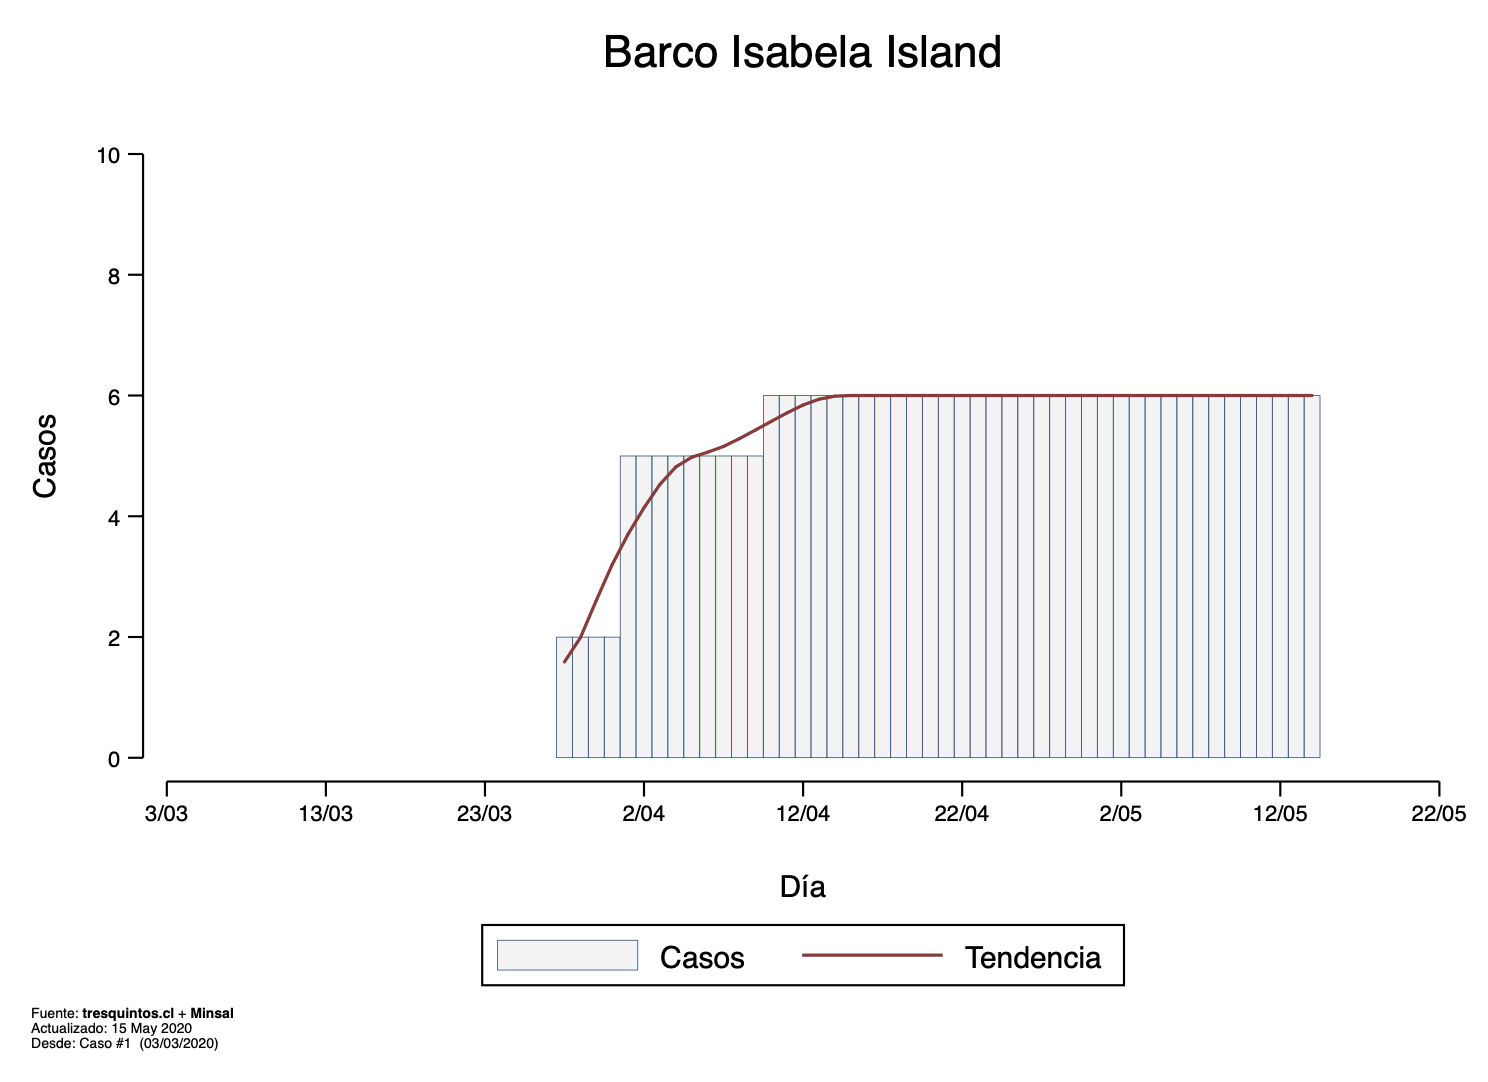 Barco Isabela Island
10
8
6
4
2
0
Casos
3/03 13/03 23/03 2/04 12/04 22/04 2/05 12/05 22/05
Día
Casos Tendencia
Fuente: tresquintos.cl + Minsal
Actualizado: 15 May 2020
Desde: Caso #1 (03/03/2020)